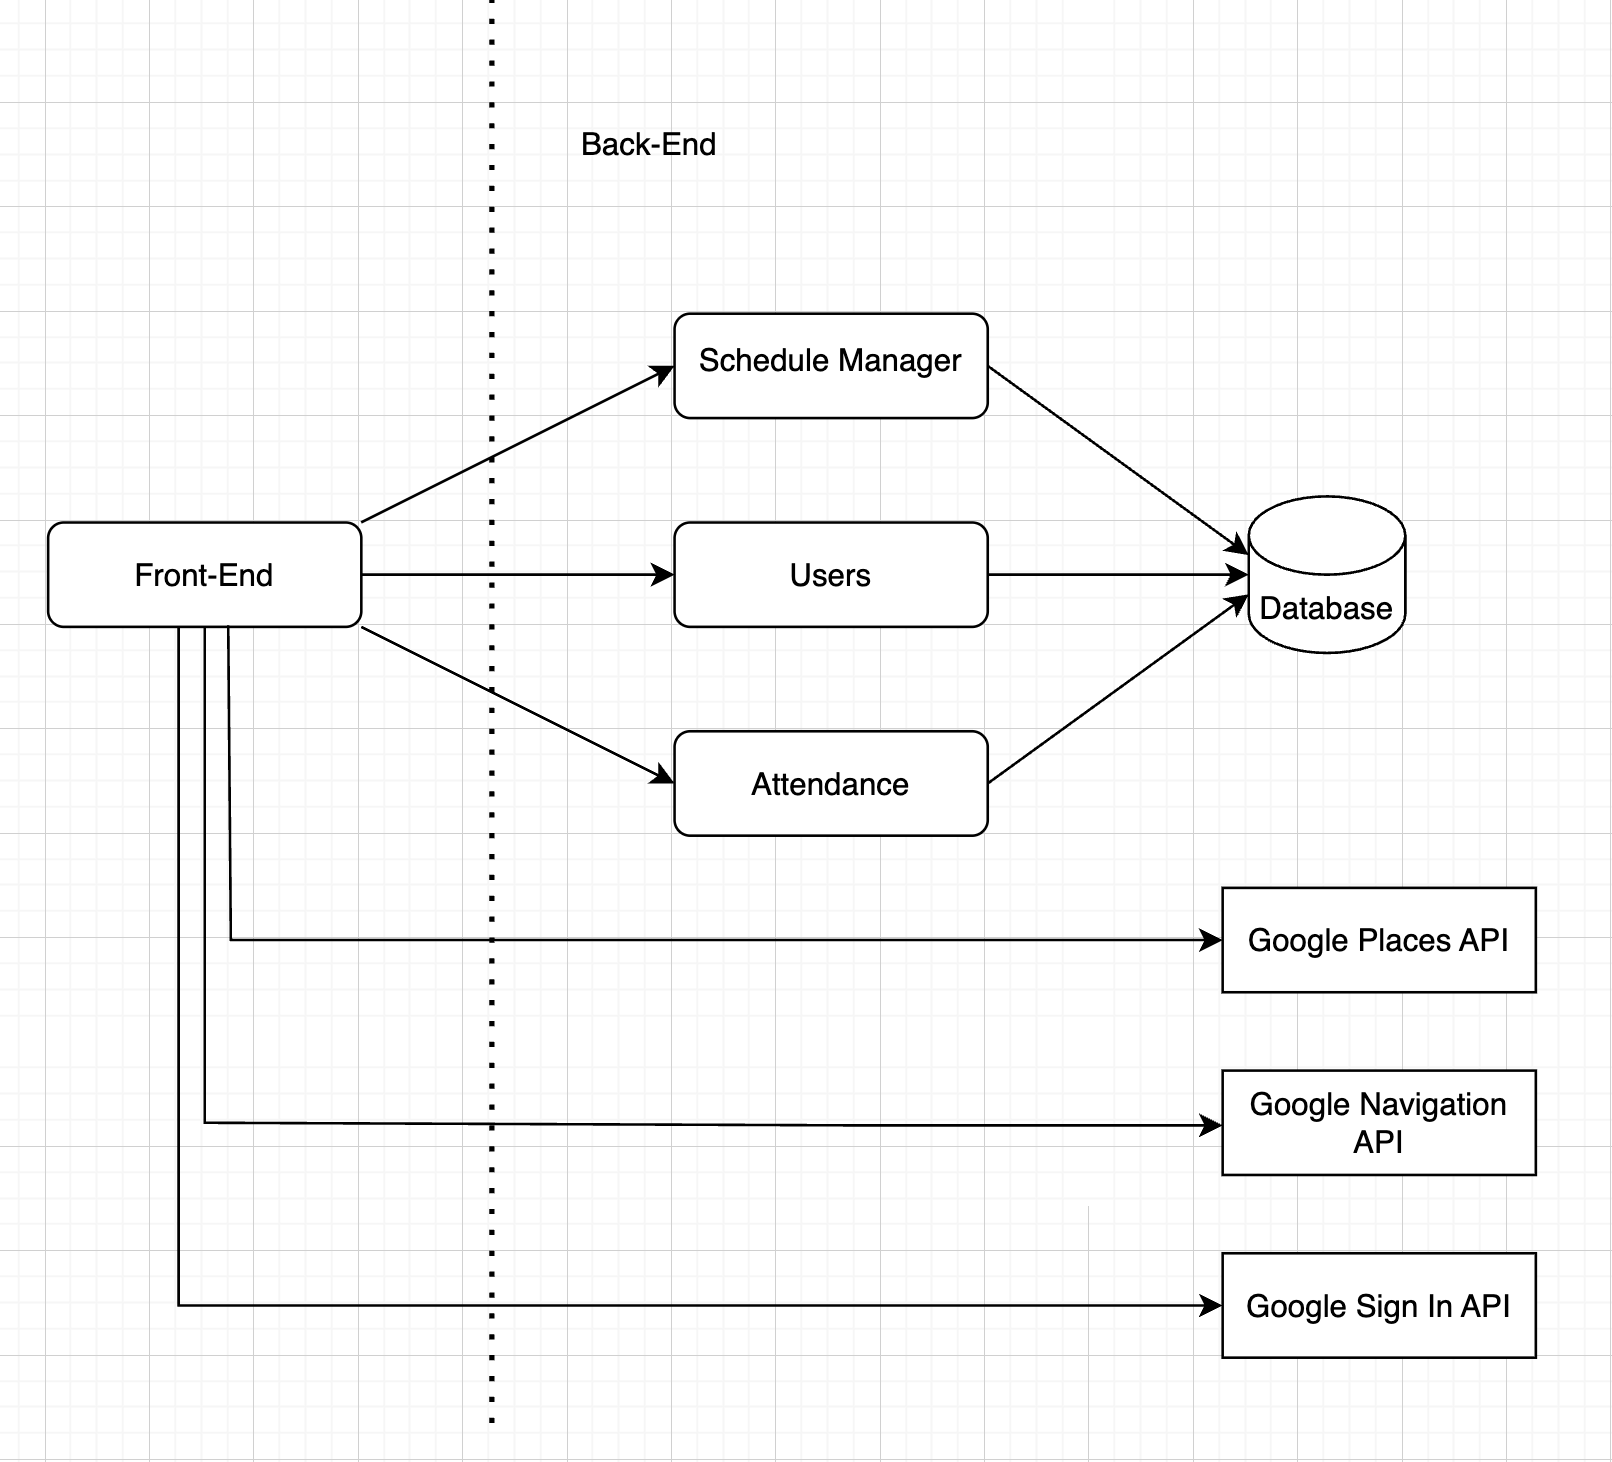 Back-End
Schedule Manager
Front-End
Users
Database
Attendance
Google Places API
Google Navigation
API
Google Sign In API